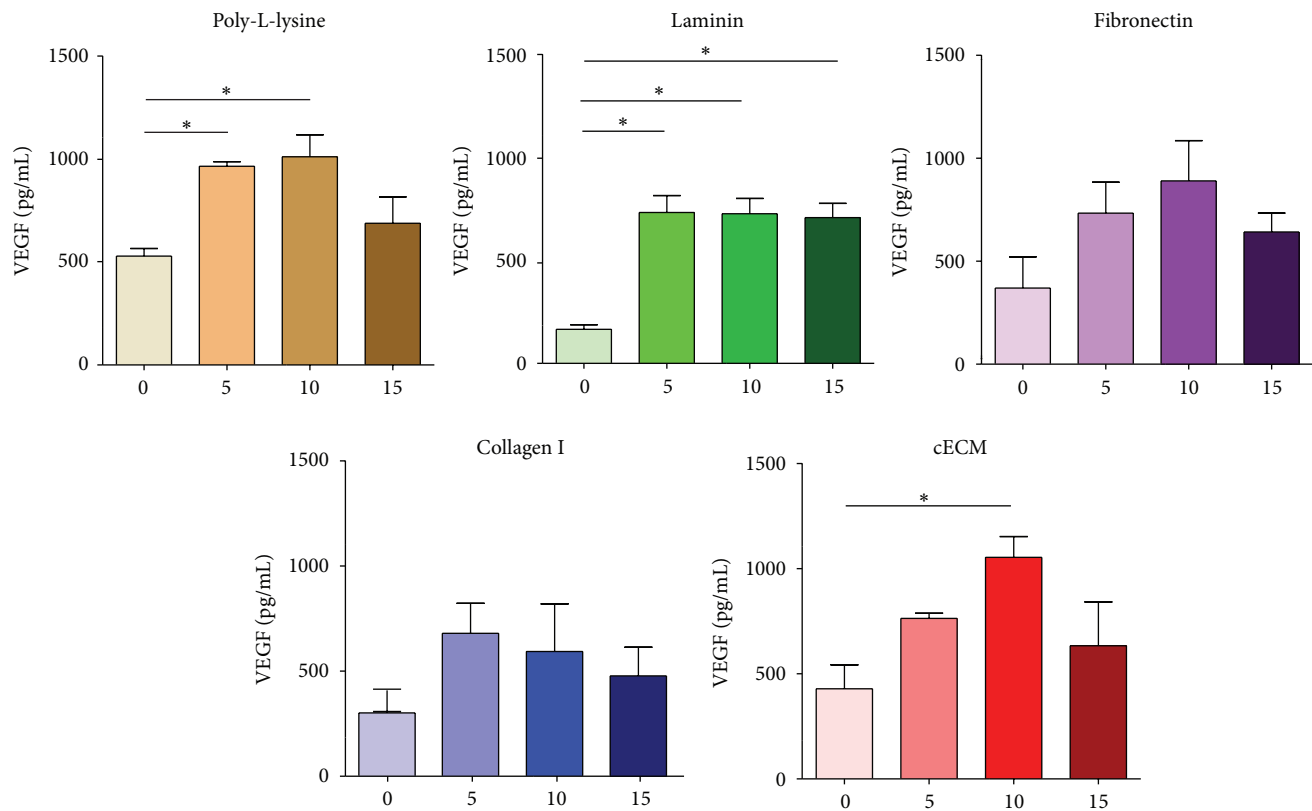 Poly-L-lysine
1500
1000
500
0
VEGF (pg/mL)
*
*
0 5 10 15
Laminin
1500
1000
500
0
VEGF (pg/mL)
*
*
*
0 5 10 15
Fibronectin
1500
1000
500
0
VEGF (pg/mL)
0 5 10 15
Collagen I
1500
1000
500
0
VEGF (pg/mL)
0 5 10 15
cECM
1500
1000
500
0
VEGF (pg/mL)
*
0 5 10 15